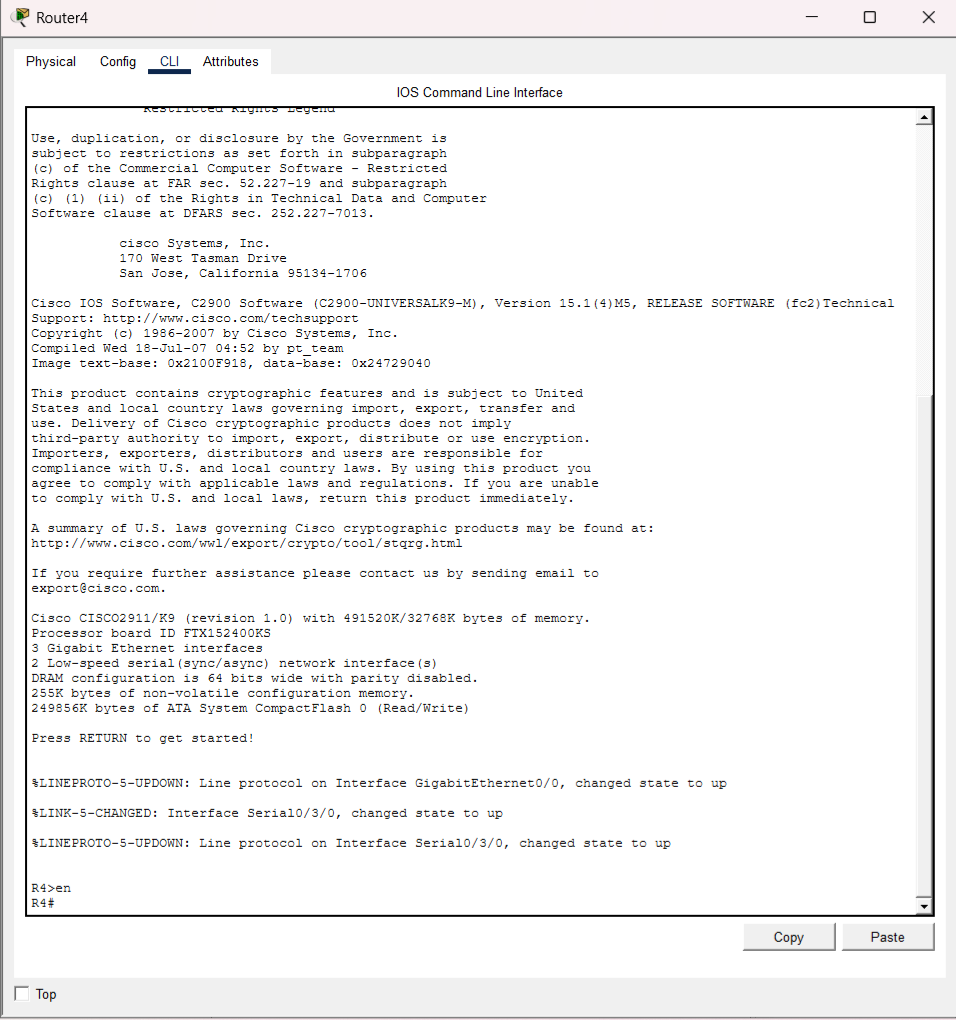 Router4
Physical Config CLI Attributes
IOS Command Line Interface
Restricted Rights Legend
Use, duplication, or disclosure by the Government is
subject to restrictions as set forth in subparagraph
(c) of the Commercial Computer Software - Restricted
Rights clause at FAR sec. 52.227-19 and subparagraph
(c) (1) (ii) of the Rights in Technical Data and Computer
Software clause at DFARS sec. 252.227-7013.
cisco Systems, Inc.
170 West Tasman Drive
San Jose, California 95134-1706
Cisco IOS Software, C2900 Software (C2900-UNIVERSALK9-M), Version 15.1(4)M5, RELEASE SOFTWARE (fc2)Technical
Support: http://www.cisco.com/techsupport
Copyright (c) 1986-2007 by Cisco Systems, Inc.
Compiled Wed 18-Jul-07 04:52 by pt_team
Image text-base: 0x2100F918, data-base: 0x24729040
This product contains cryptographic features and is subject to United
States and local country laws governing import, export, transfer and
use. Delivery of Cisco cryptographic products does not imply
third-party authority to import, export, distribute or use encryption.
Importers, exporters, distributors and users are responsible for
compliance with U.S. and local country laws. By using this product you
agree to comply with applicable laws and regulations. If you are unable
to comply with U.S. and local laws, return this product immediately.
A summary of U.S. laws governing Cisco cryptographic products may be found at:
http://www.cisco.com/wwl/export/crypto/tool/stqrg.html
If you require further assistance please contact us by sending email to
export@cisco.com.
Cisco CISCO2911/K9 (revision 1.0) with 491520K/32768K bytes of memory.
Processor board ID FTX152400KS
3 Gigabit Ethernet interfaces
2 Low-speed serial(sync/async) network interface(s)
DRAM configuration is 64 bits wide with parity disabled.
255K bytes of non-volatile configuration memory.
249856K bytes of ATA System CompactFlash 0 (Read/Write)
Press RETURN to get started!
%LINEPROTO-5-UPDOWN: Line protocol on Interface GigabitEthernet0/0, changed state to up
%LINK-5-CHANGED: Interface Serial0/3/0, changed state to up
%LINEPROTO-5-UPDOWN: Line protocol on Interface Serial0/3/0, changed state to up
R4>en
R4#
Copy Paste
Top